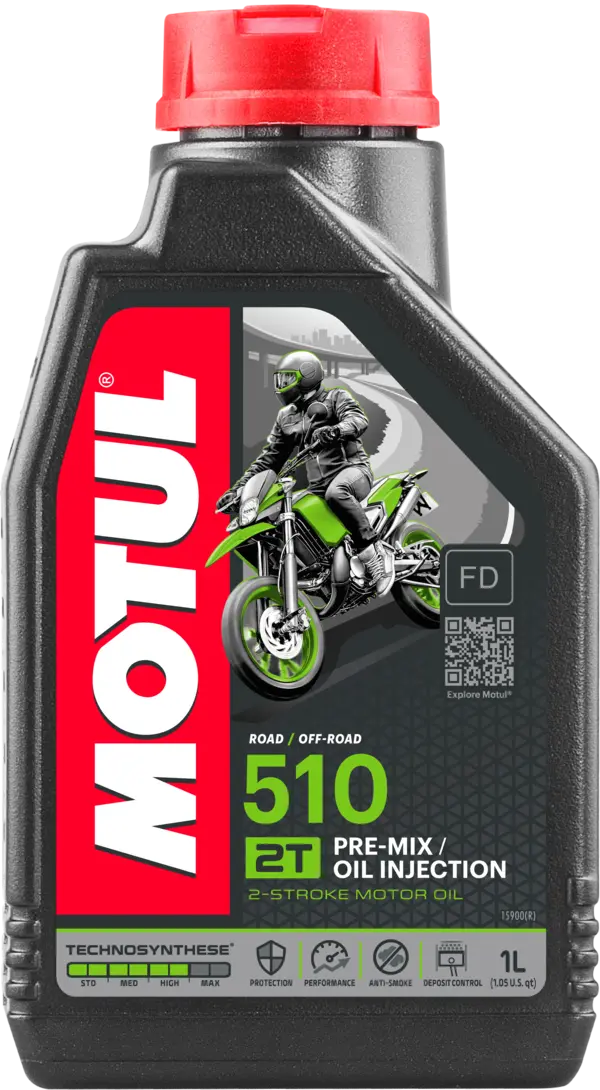 MOTUL®
FD
Explore Motul®
ROAD / OFF-ROAD
510
2T
PRE-MIX /
OIL INJECTION
2-STROKE MOTOR OIL
15900(R)
TECHNOSYNTHESE®
STD MED HIGH MAX
PROTECTION PERFORMANCE ANTI-SMOKE DEPOSIT CONTROL
1L
(1.05 U.S. qt)